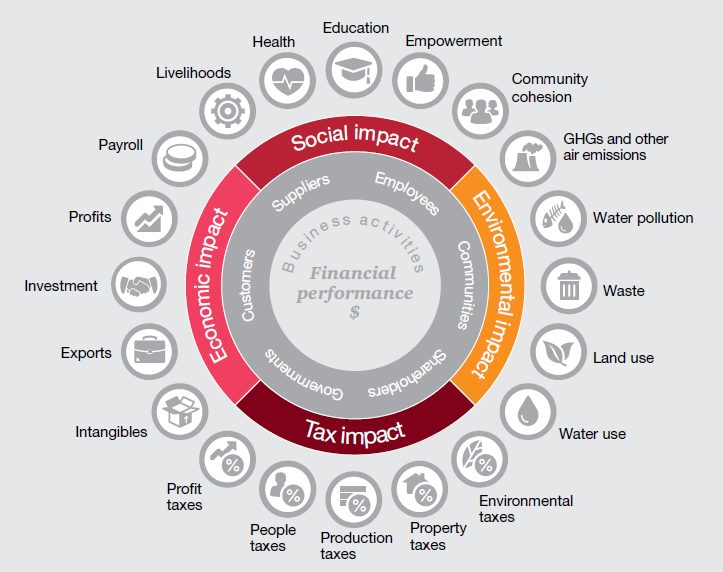 Education
Health
Empowerment
Livelihoods
Community
cohesion
Payroll
GHGs and other
air emissions
Profits
Water pollution
Investment
Waste
Exports
Land use
Intangibles
Water use
Profit
taxes
People
taxes
Production
taxes
Property
taxes
Environmental
taxes
Social impact
Environmental impact
Tax impact
Economic impact
Suppliers
Employees
Communities
Shareholders
Governments
Customers
Business activities
Financial
performance
$
%
%
%
%
%